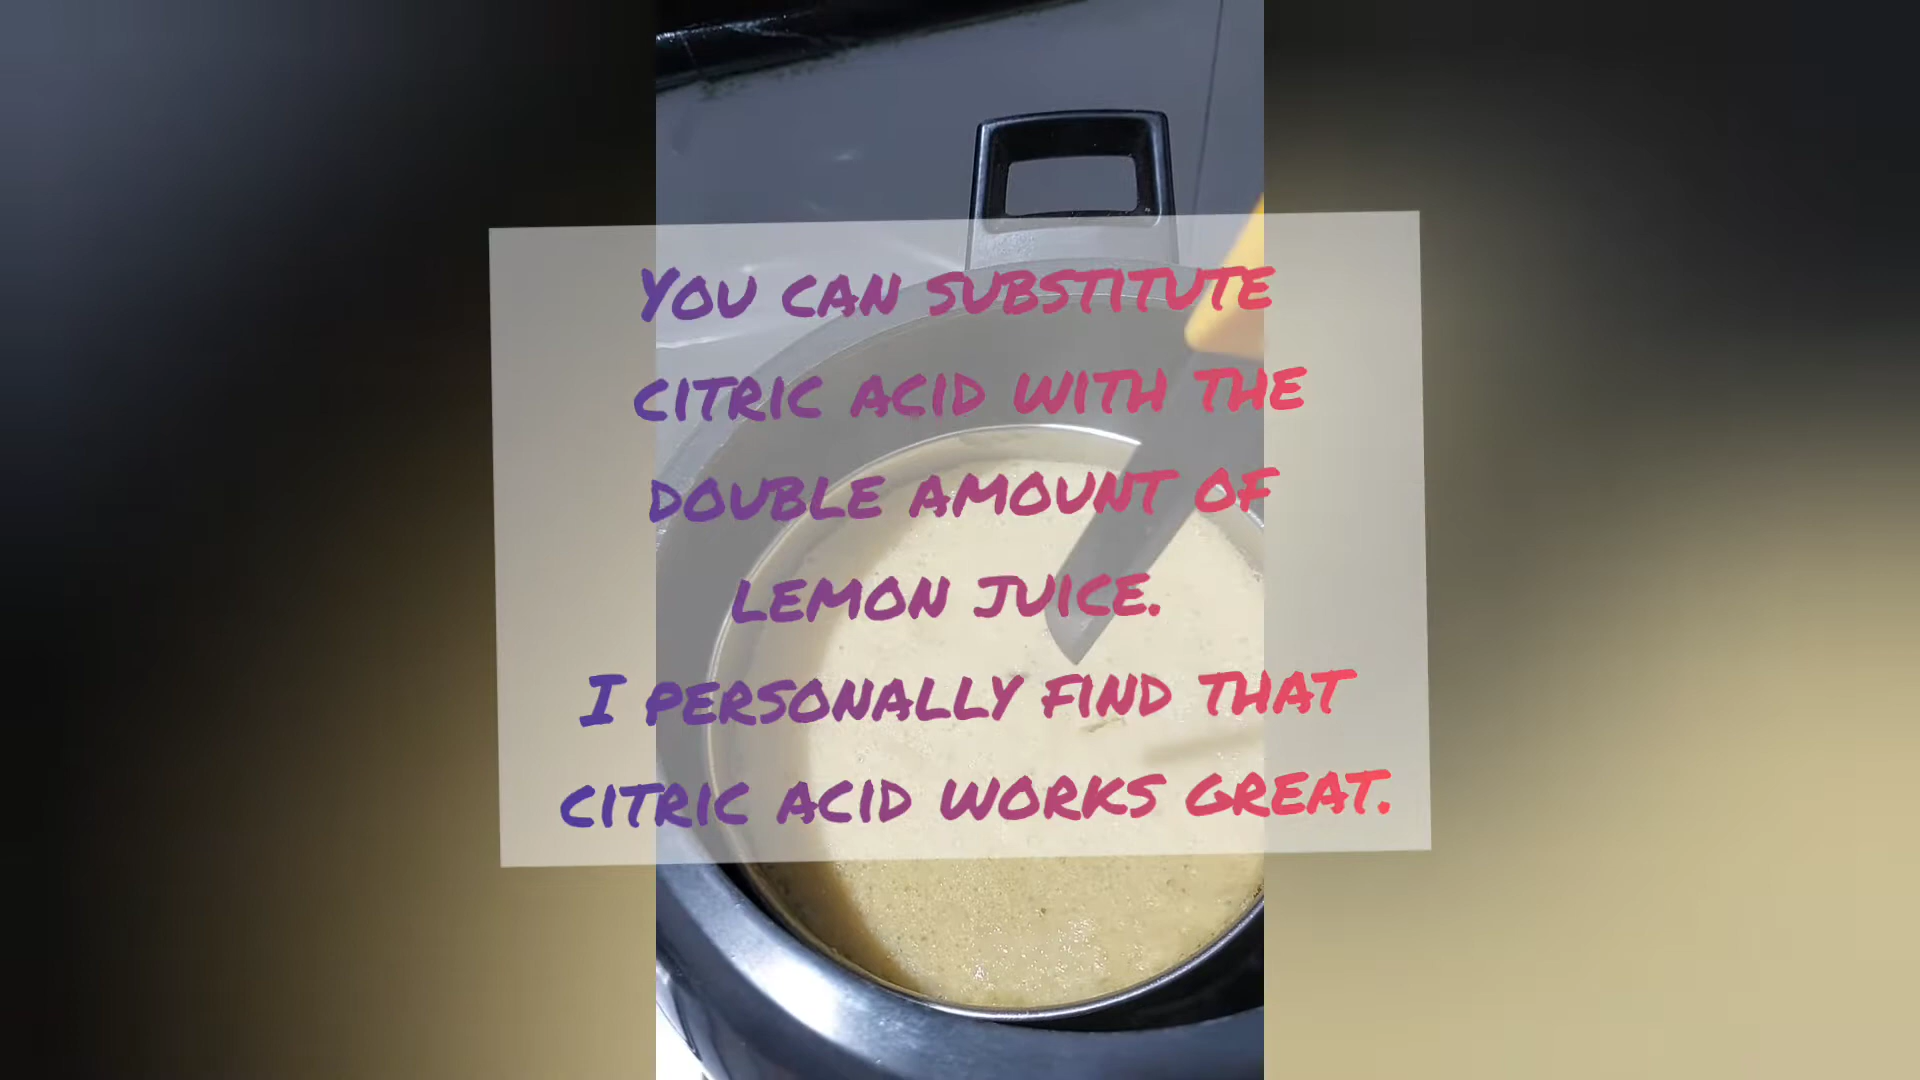 You can substitute
citric acid with the
double amount of
lemon juice.
I personally find that
citric acid works great.